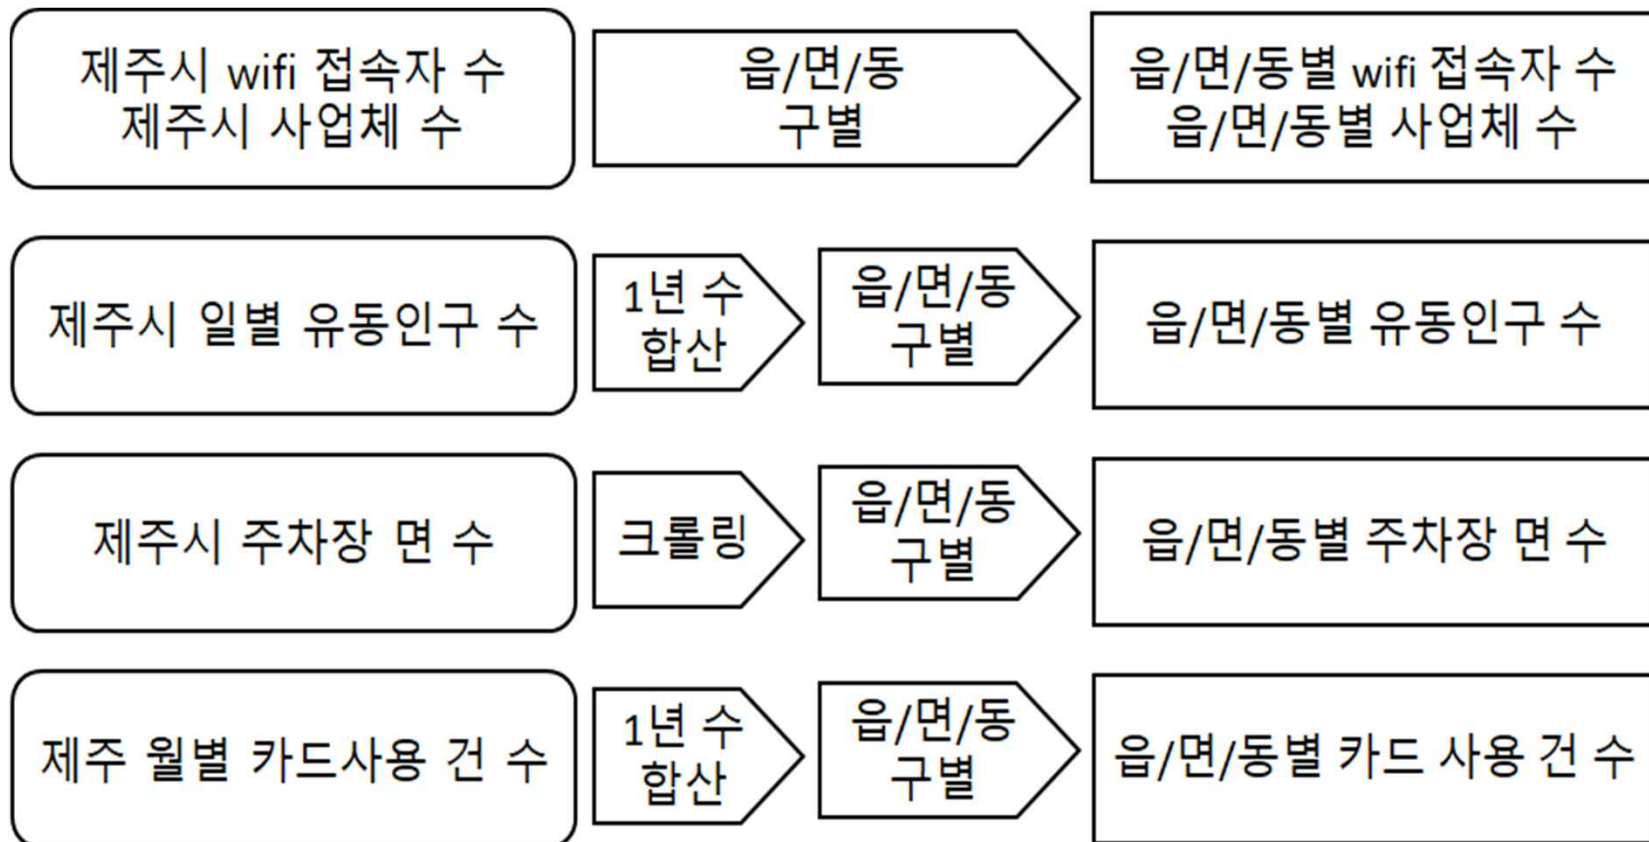 제주시 wifi 접속자 수
제주시 사업체 수
읍/면/동
구별
읍/면/동별 wifi 접속자 수
읍/면/동별 사업체 수
제주시 일별 유동인구 수
1년 수
합산
읍/면/동
구별
읍/면/동별 유동인구 수
제주시 주차장 면 수
크롤링
읍/면/동
구별
읍/면/동별 주차장 면 수
제주 월별 카드사용 건 수
1년 수
합산
읍/면/동
구별
읍/면/동별 카드 사용 건 수